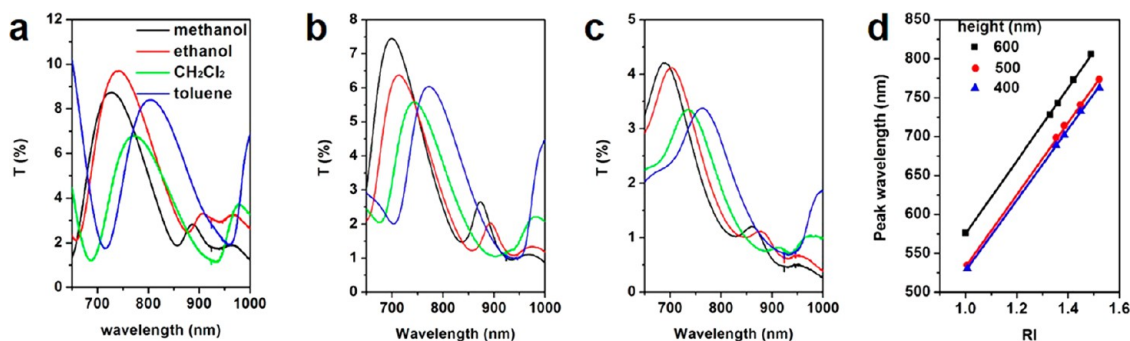 a
12
10
8
6
4
2
0
T (%)
methanol
ethanol
CH₂Cl₂
toluene
700
800
900
1000
wavelength (nm)
b
8
7
6
5
4
3
2
1
0
T (%)
700
800
900
1000
Wavelength (nm)
c
5
4
3
2
1
0
T (%)
700
800
900
1000
Wavelength (nm)
d
850
800
750
700
650
600
550
500
Peak wavelength (nm)
height (nm)
600
500
400
1.0
1.2
1.4
1.6
RI